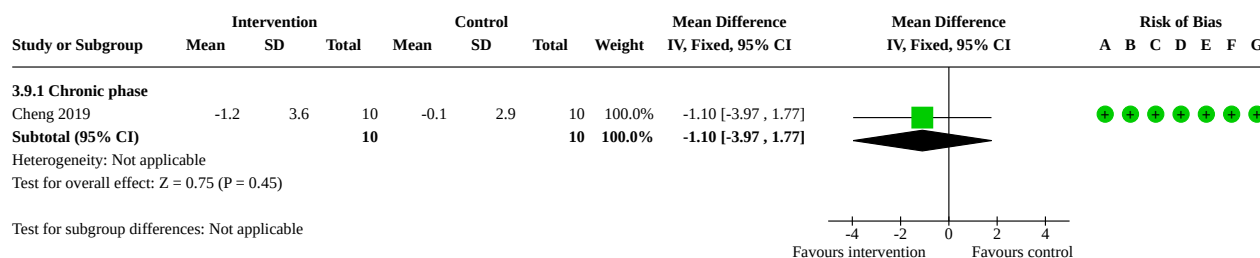 Intervention Control Mean Difference Mean Difference Risk of Bias
Study or Subgroup Mean SD Total Mean SD Total Weight IV, Fixed, 95% CI IV, Fixed, 95% CI A B C D E F G
3.9.1 Chronic phase
Cheng 2019 -1.2 3.6 10 -0.1 2.9 10 100.0% -1.10 [-3.97 , 1.77] + + + + + + +
Subtotal (95% CI) 10 10 100.0% -1.10 [-3.97 , 1.77]
Heterogeneity: Not applicable
Test for overall effect: Z = 0.75 (P = 0.45)
Test for subgroup differences: Not applicable
-4 -2 0 2 4
Favours intervention Favours control